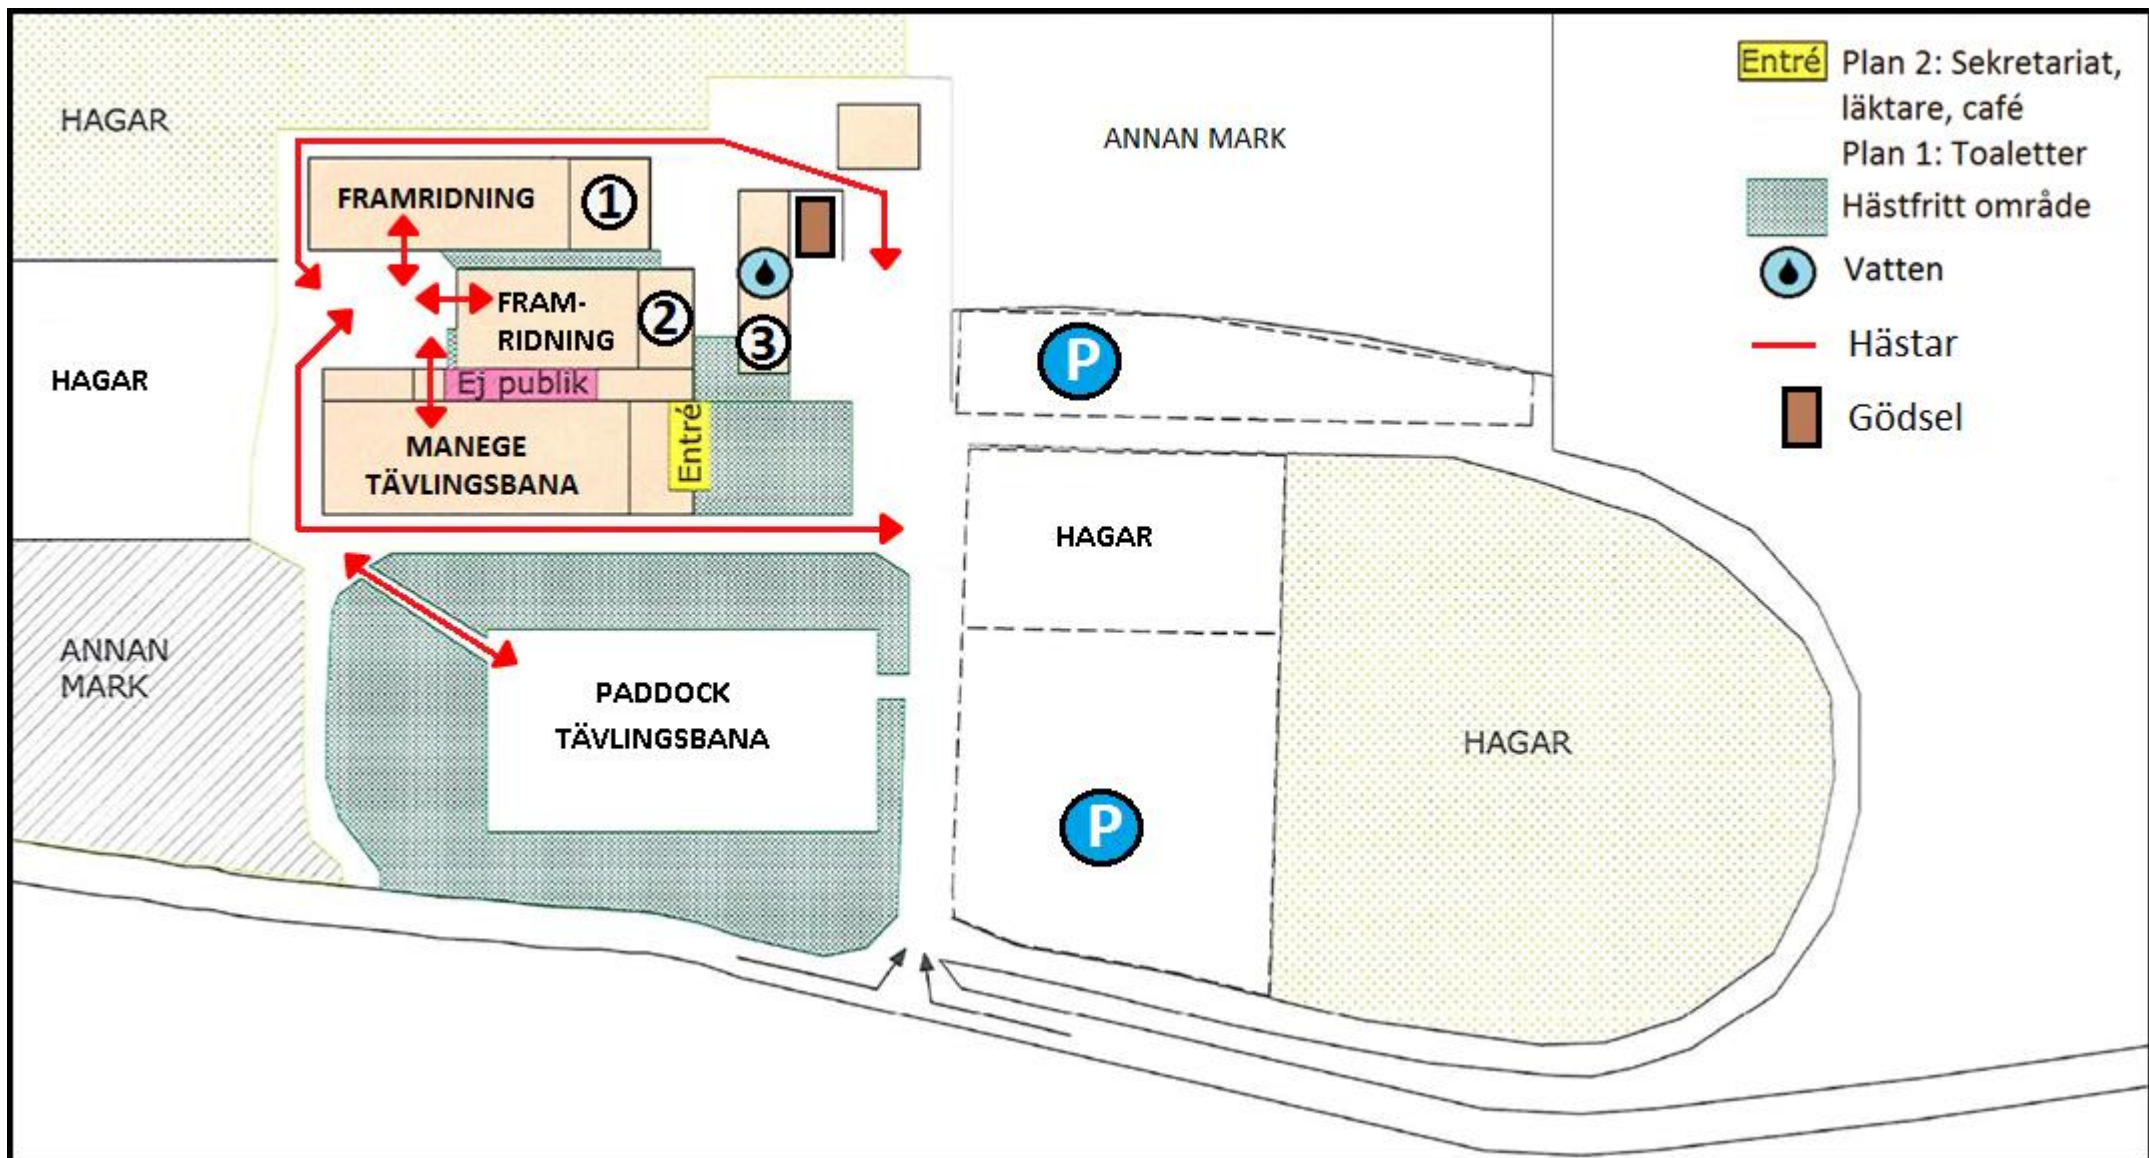 HAGAR
ANNAN MARK
Entré
Plan 2: Sekretariat,
läktare, café
Plan 1: Toaletter
Hästfritt område
Vatten
Hästar
Gödsel
FRAMRIDNING
1
FRAM-
RIDNING
2
3
Ej publik
MANEGE
TÄVLINGSBANA
Entré
HAGAR
P
HAGAR
ANNAN
MARK
PADDOCK
TÄVLINGSBANA
P
HAGAR